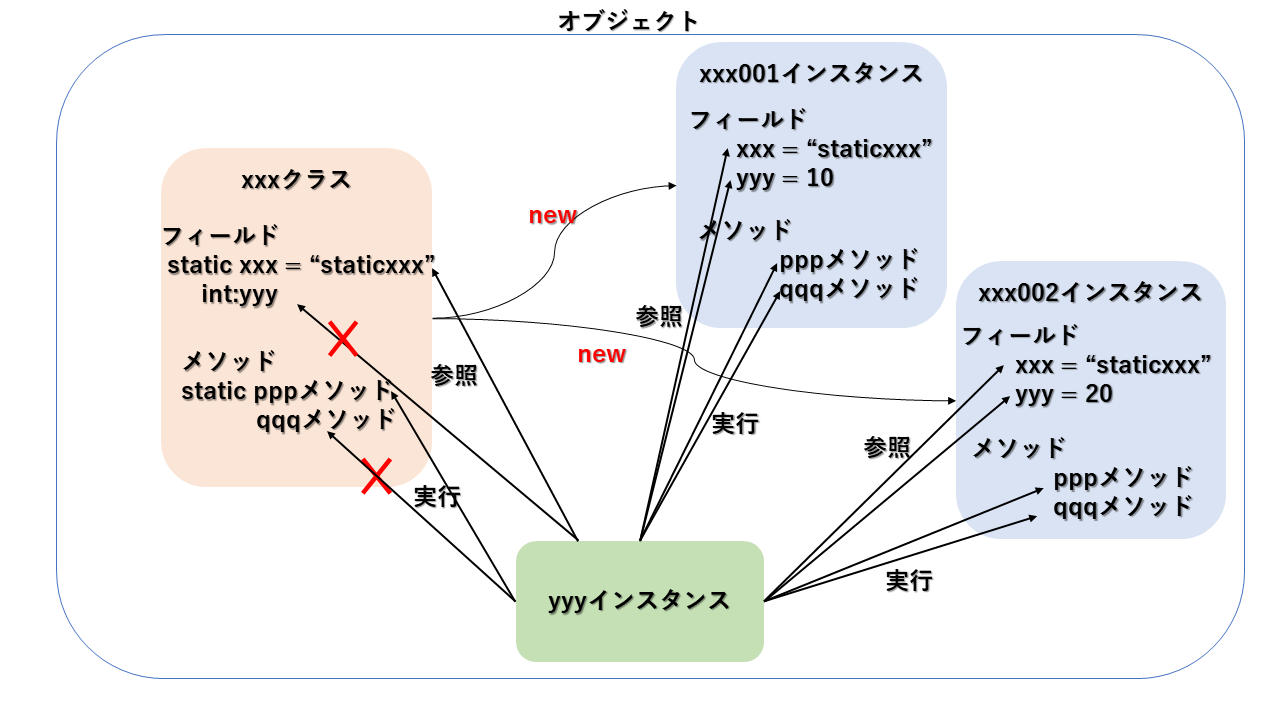 オブジェクト
xxxクラス
フィールド
static xxx = “staticxxx”
int:yyy
メソッド
static pppメソッド
qqqメソッド
new
new
参照
実行
xxx001インスタンス
フィールド
xxx = “staticxxx”
yyy = 10
メソッド
pppメソッド
qqqメソッド
参照
実行
xxx002インスタンス
フィールド
xxx = “staticxxx”
yyy = 20
メソッド
pppメソッド
qqqメソッド
参照
実行
yyyインスタンス